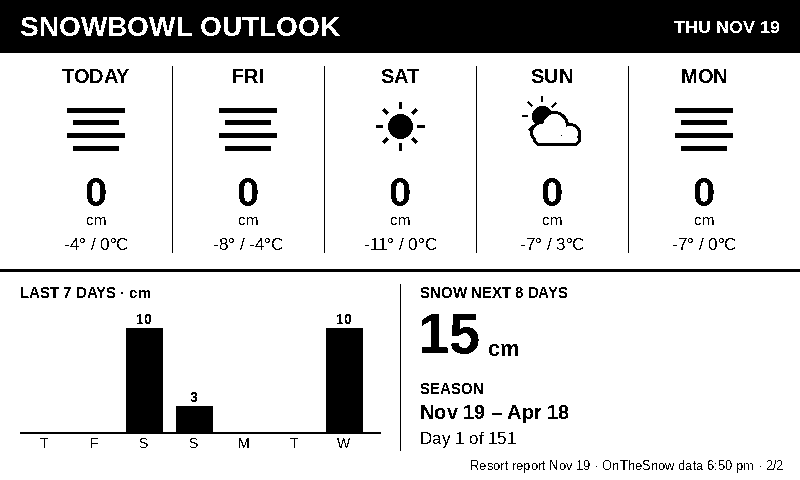 SNOWBOWL OUTLOOK THU NOV 19
TODAY FRI SAT SUN MON
0 0 0 0 0
cm cm cm cm cm
-4° / 0°C -8° / -4°C -11° / 0°C -7° / 3°C -7° / 0°C
LAST 7 DAYS · cm
10 3 10
T F S S M T W
SNOW NEXT 8 DAYS
15 cm
SEASON
Nov 19 – Apr 18
Day 1 of 151
Resort report Nov 19 · OnTheSnow data 6:50 pm · 2/2